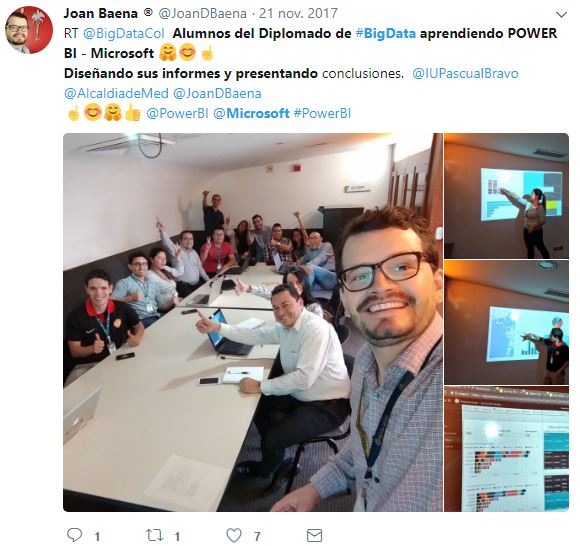 Joan Baena ® @JoanDBaena · 21 nov. 2017
RT @BigDataCol Alumnos del Diplomado de #BigData aprendiendo POWER
BI - Microsoft 😊🤗😊☝
Diseñando sus informes y presentando conclusiones. @IUPascualBravo
@AlcaldiadeMed @JoanDBaena
☝😊🤗👍 @PowerBI @Microsoft #PowerBI
1 1 7